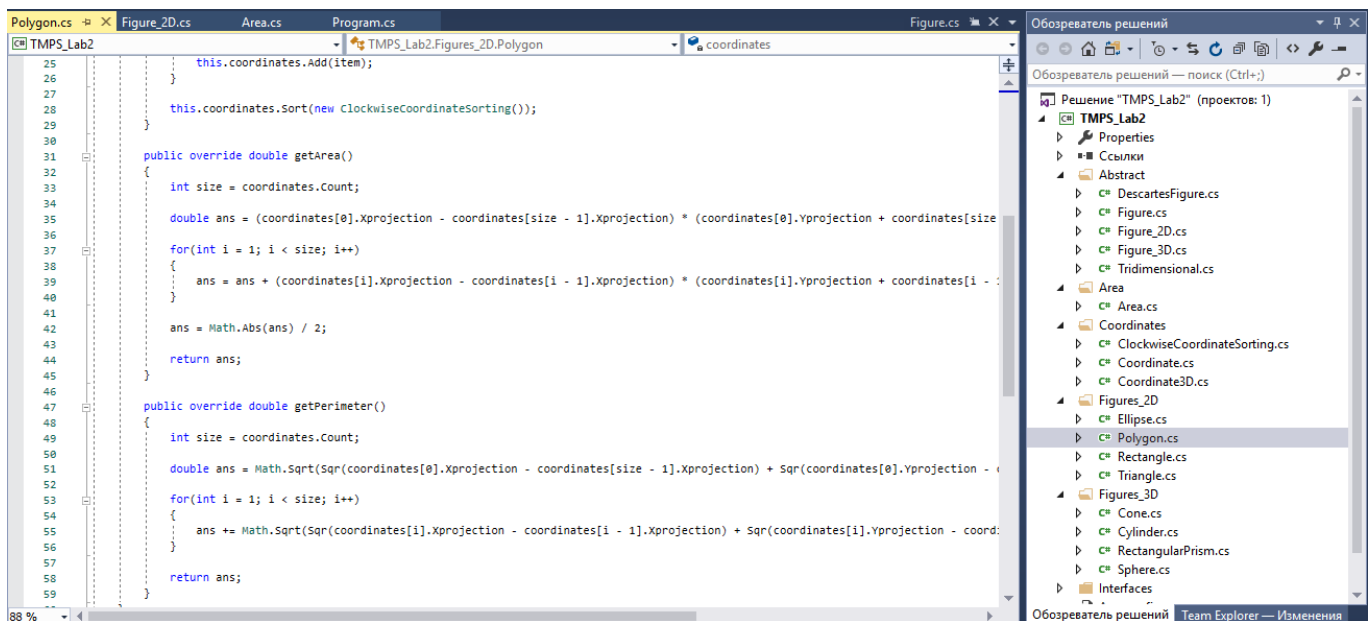 Polygon.cs Figure_2D.cs Area.cs Program.cs Figure.cs
C# TMPS_Lab2 TMPS_Lab2.Figures_2D.Polygon coordinates
25 this.coordinates.Add(item);
26 }
27
28 this.coordinates.Sort(new ClockwiseCoordinateSorting());
29 }
30
31 public override double getArea()
32 {
33 int size = coordinates.Count;
34
35 double ans = (coordinates[0].Xprojection - coordinates[size - 1].Xprojection) * (coordinates[0].Yprojection + coordinates[size
36
37 for(int i = 1; i < size; i++)
38 {
39 ans = ans + (coordinates[i].Xprojection - coordinates[i - 1].Xprojection) * (coordinates[i].Yprojection + coordinates[i -
40 }
41
42 ans = Math.Abs(ans) / 2;
43
44 return ans;
45 }
46
47 public override double getPerimeter()
48 {
49 int size = coordinates.Count;
50
51 double ans = Math.Sqrt(Sqr(coordinates[0].Xprojection - coordinates[size - 1].Xprojection) + Sqr(coordinates[0].Yprojection -
52
53 for(int i = 1; i < size; i++)
54 {
55 ans += Math.Sqrt(Sqr(coordinates[i].Xprojection - coordinates[i - 1].Xprojection) + Sqr(coordinates[i].Yprojection - coord
56 }
57
58 return ans;
59 }
88 %
Обозреватель решений
Обозреватель решений — поиск (Ctrl+;)
Решение "TMPS_Lab2" (проектов: 1)
C# TMPS_Lab2
Properties
Ссылки
Abstract
C# DescartesFigure.cs
C# Figure.cs
C# Figure_2D.cs
C# Figure_3D.cs
C# Tridimensional.cs
Area
C# Area.cs
Coordinates
C# ClockwiseCoordinateSorting.cs
C# Coordinate.cs
C# Coordinate3D.cs
Figures_2D
C# Ellipse.cs
C# Polygon.cs
C# Rectangle.cs
C# Triangle.cs
Figures_3D
C# Cone.cs
C# Cylinder.cs
C# RectangularPrism.cs
C# Sphere.cs
Interfaces
Обозреватель решений Team Explorer — Изменения